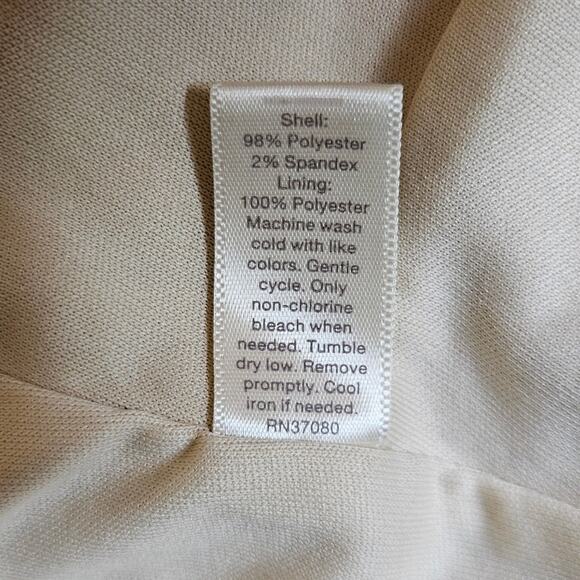 Shell:
98% Polyester
2% Spandex
Lining:
100% Polyester
Machine wash
cold with like
colors. Gentle
cycle. Only
non-chlorine
bleach when
needed. Tumble
dry low. Remove
promptly. Cool
iron if needed.
RN37080